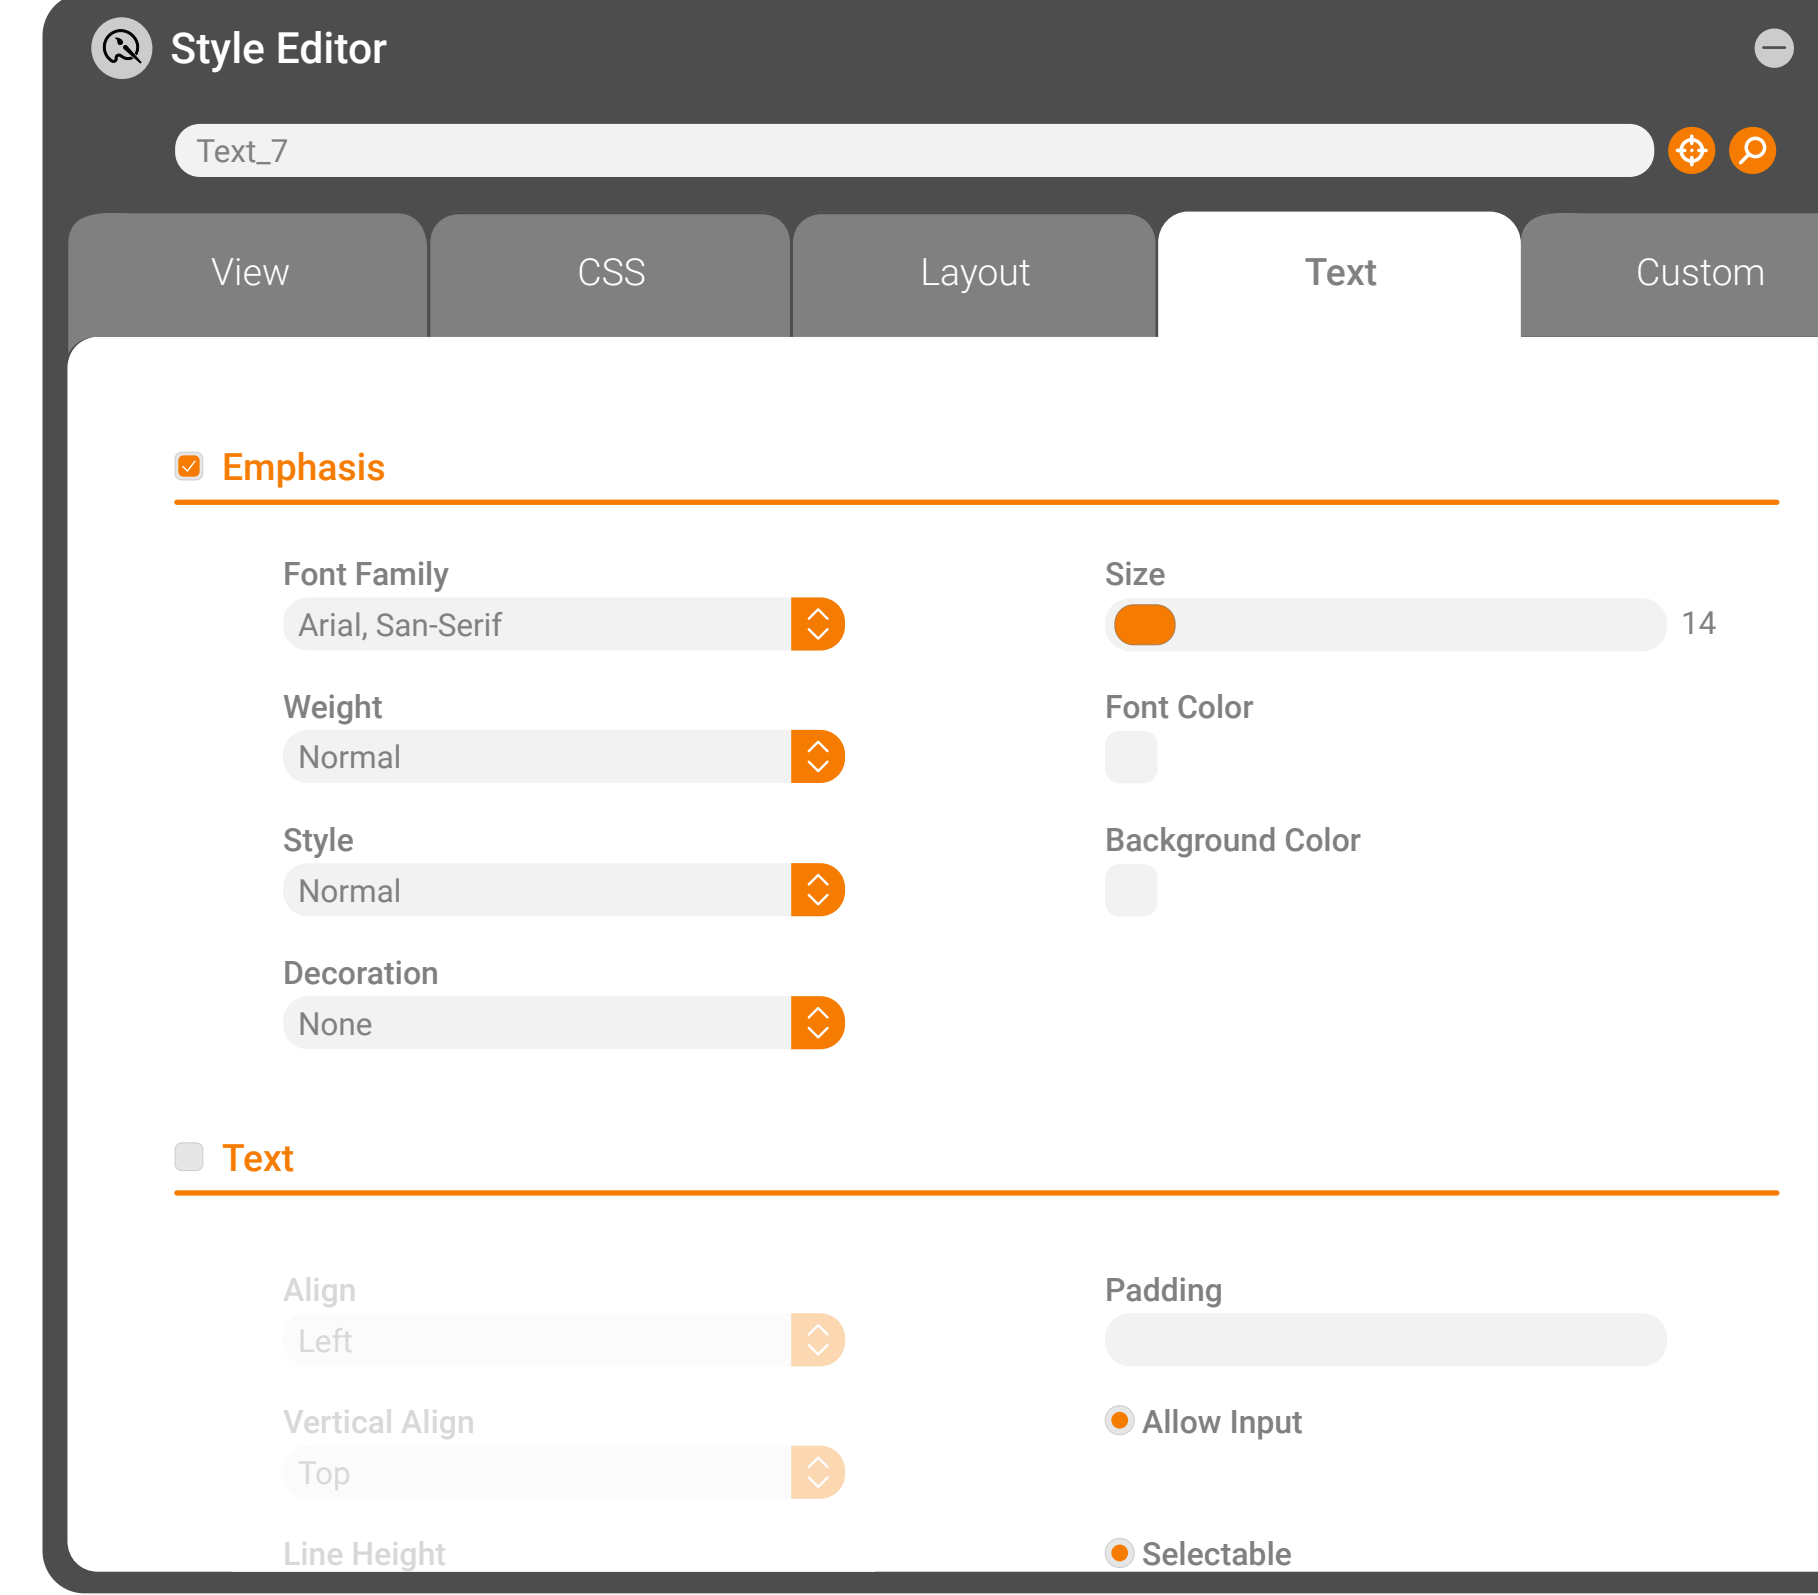 Style Editor
Text_7
View CSS Layout Text Custom
Emphasis
Font Family Size
Arial, San-Serif 14
Weight Font Color
Normal
Style Background Color
Normal
Decoration
None
Text
Align Padding
Left
Vertical Align Allow Input
Top
Line Height Selectable